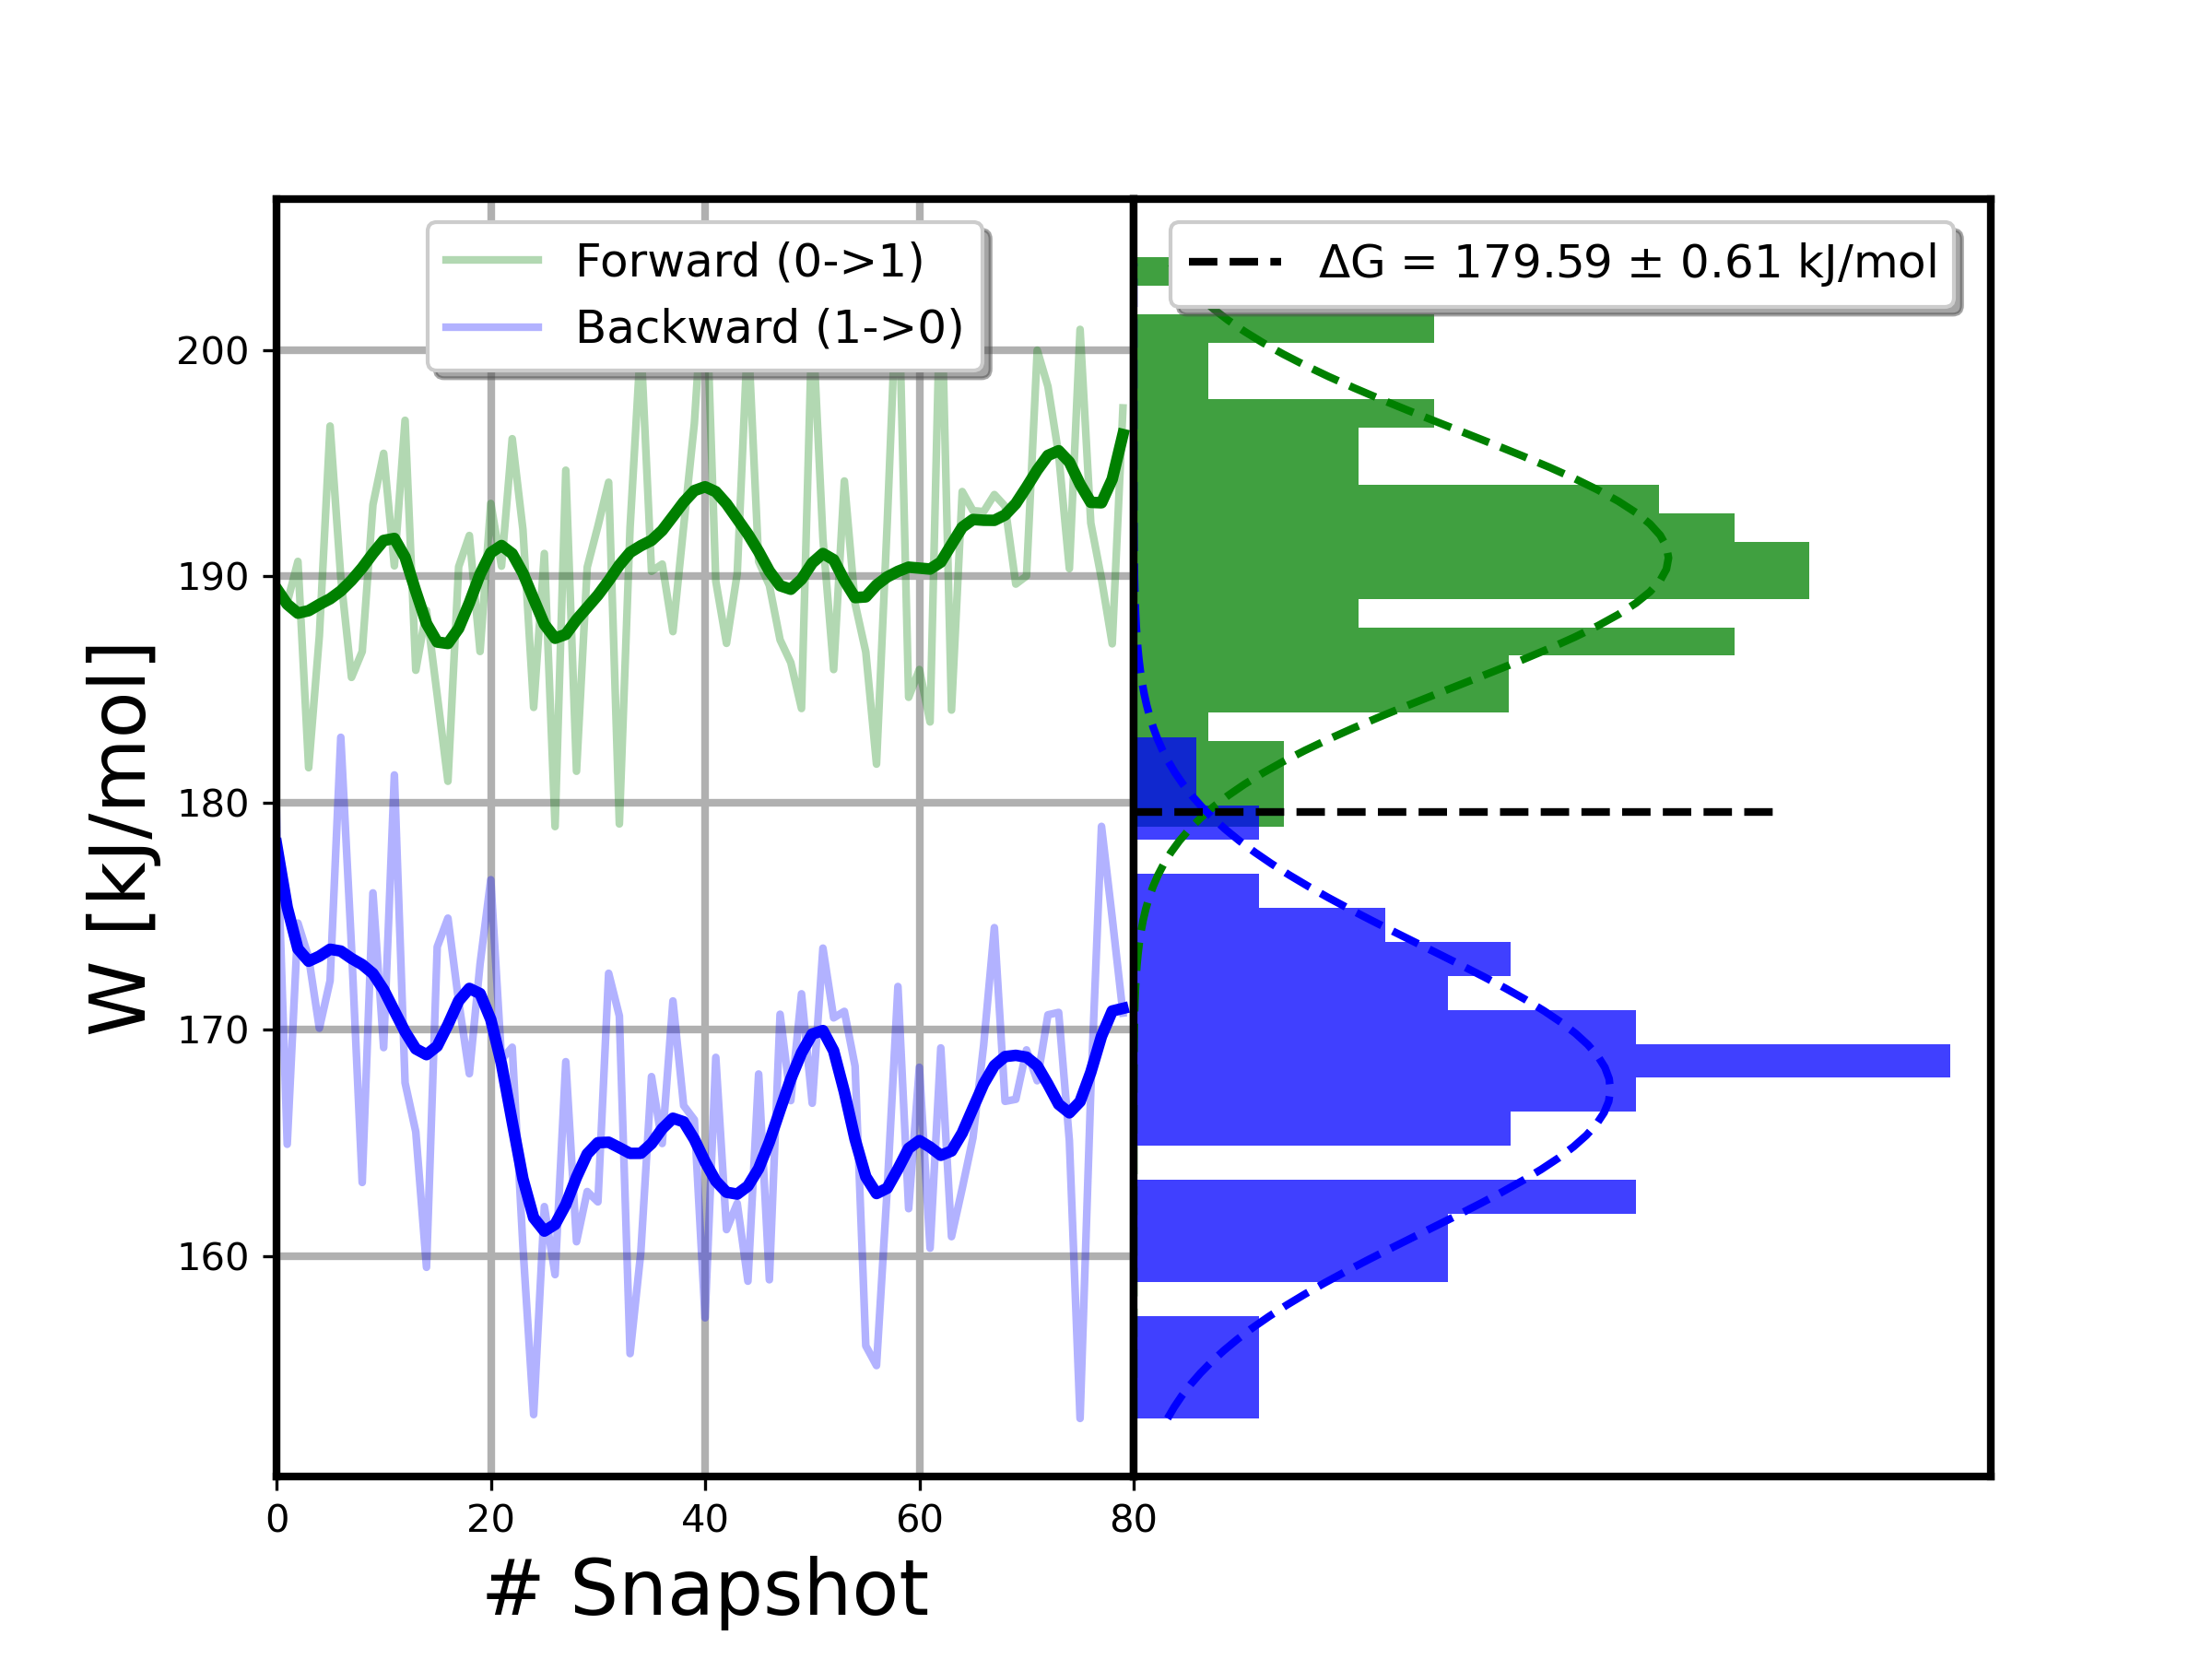 Forward (0->1)
Backward (1->0)
ΔG = 179.59 ± 0.61 kJ/mol
200
190
180
170
160
W [kJ/mol]
0 20 40 60 80
# Snapshot